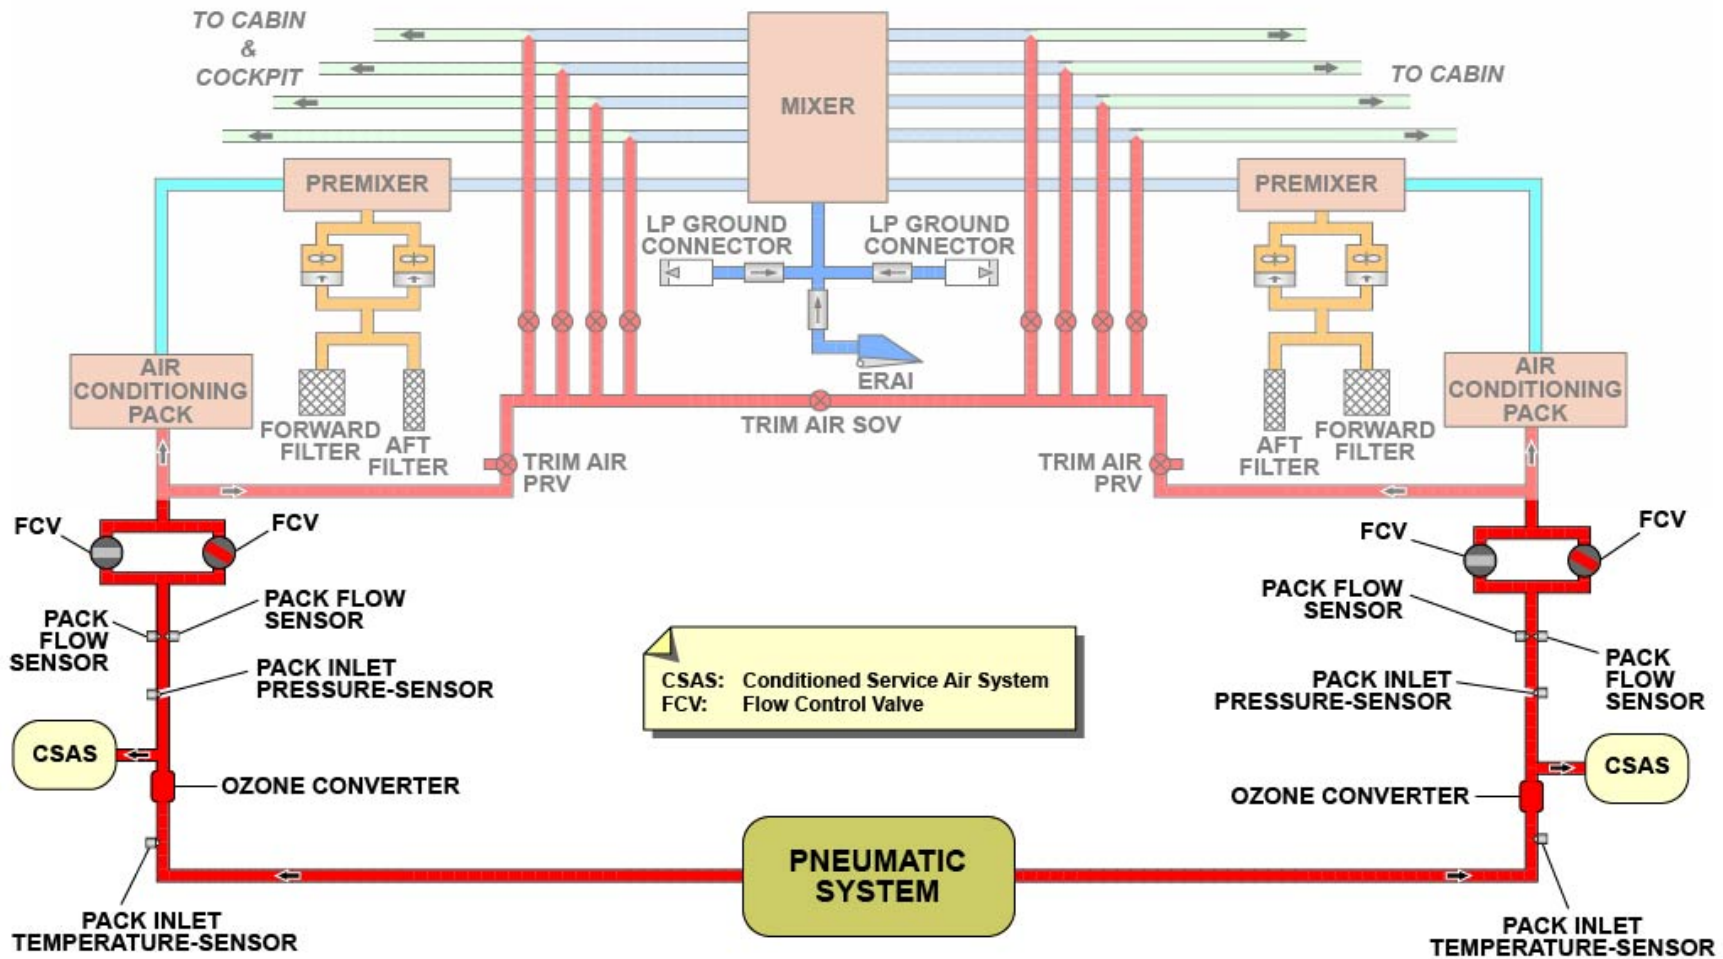 TO CABIN
&
COCKPIT
MIXER
TO CABIN
PREMIXER
PREMIXER
LP GROUND
CONNECTOR
LP GROUND
CONNECTOR
ERAI
AIR
CONDITIONING
PACK
AIR
CONDITIONING
PACK
FORWARD
FILTER
AFT
FILTER
TRIM AIR SOV
AFT
FILTER
FORWARD
FILTER
TRIM AIR
PRV
TRIM AIR
PRV
FCV
FCV
FCV
FCV
PACK
FLOW
SENSOR
PACK FLOW
SENSOR
PACK INLET
PRESSURE-SENSOR
PACK FLOW
SENSOR
PACK
FLOW
SENSOR
PACK INLET
PRESSURE-SENSOR
CSAS: Conditioned Service Air System
FCV: Flow Control Valve
CSAS
CSAS
OZONE CONVERTER
OZONE CONVERTER
PNEUMATIC
SYSTEM
PACK INLET
TEMPERATURE-SENSOR
PACK INLET
TEMPERATURE-SENSOR